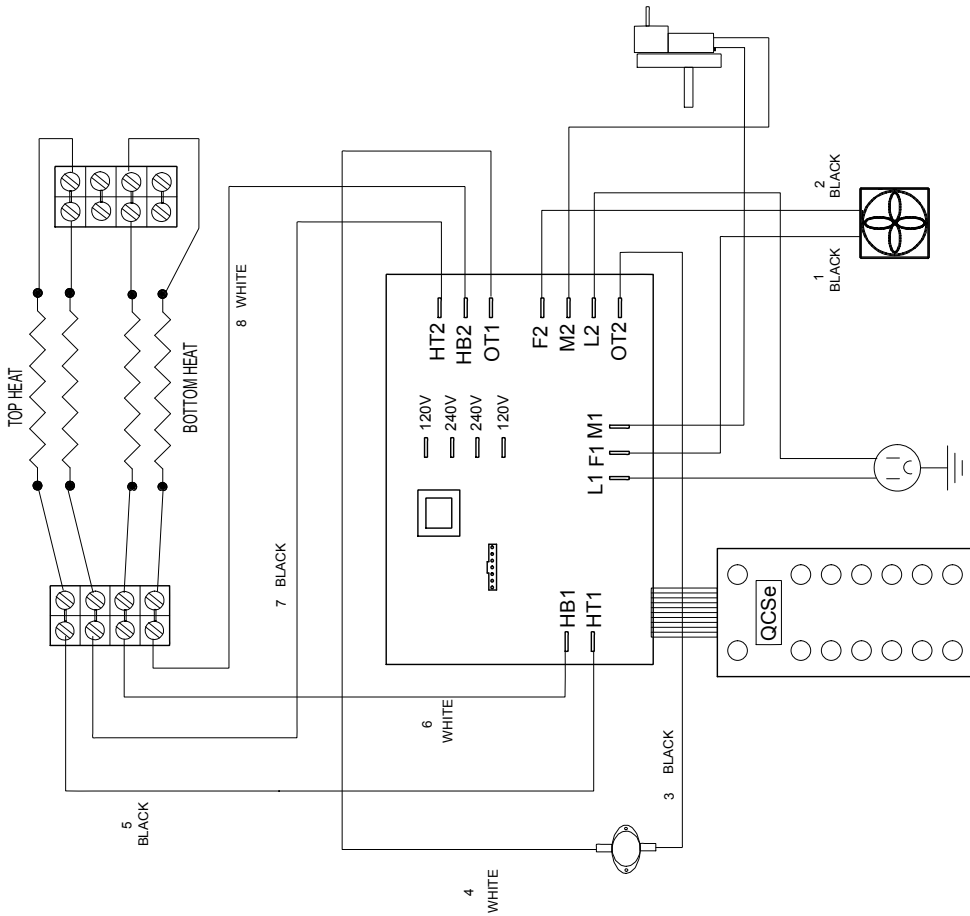 TOP HEAT
BOTTOM HEAT
2
BLACK
1
BLACK
8 WHITE
7 BLACK
HT2
HB2
OT1
F2
M2
L2
OT2
120V
240V
240V
120V
L1 F1 M1
HB1
HT1
QCSe
6
WHITE
5
BLACK
3 BLACK
4
WHITE